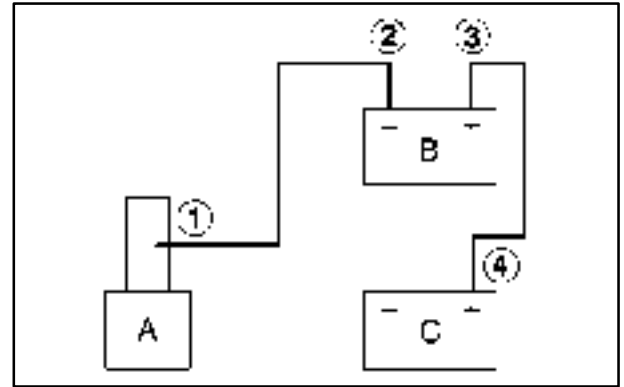 ② ③
− +
B
①
④
− +
A C